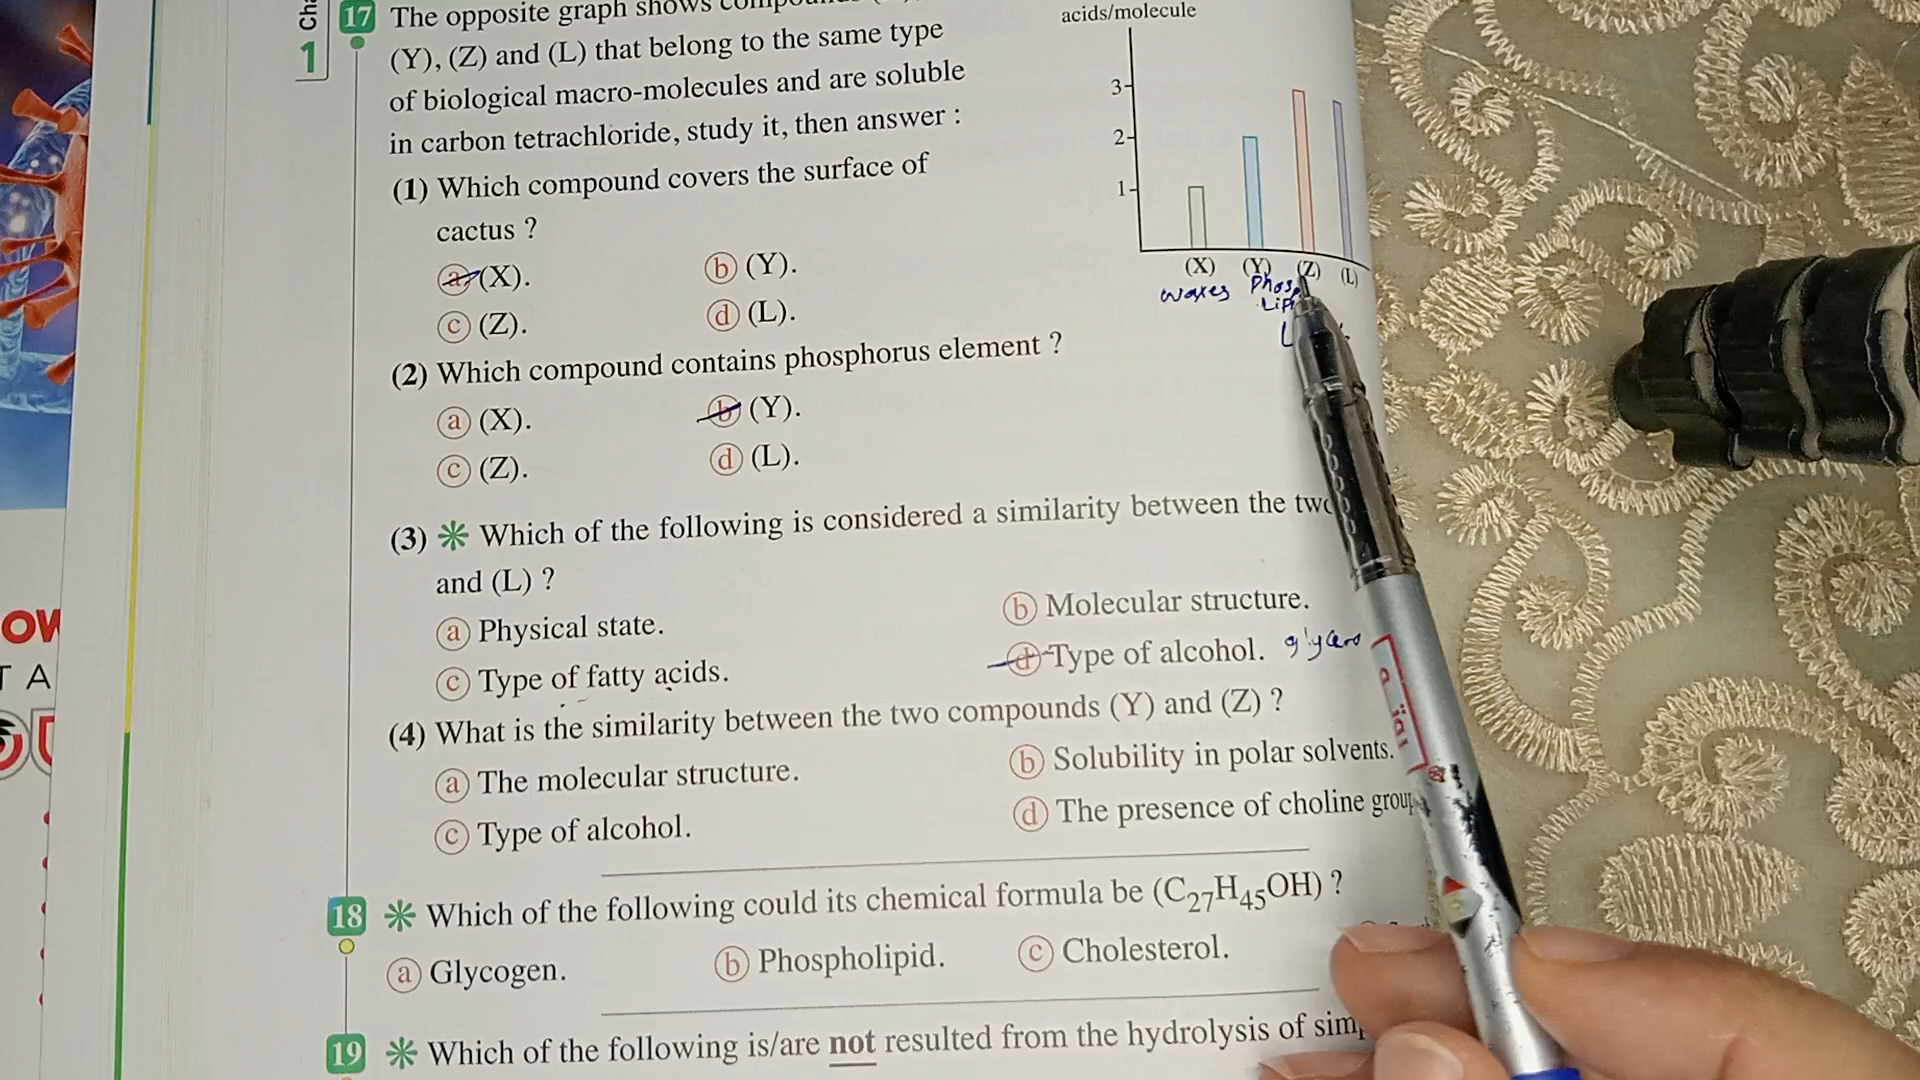 Ch
1
17 The opposite graph shows
(Y), (Z) and (L) that belong to the same type
of biological macro-molecules and are soluble
in carbon tetrachloride, study it, then answer :
(1) Which compound covers the surface of
cactus ?
a (X).
b (Y).
c (Z).
d (L).
acids/molecule
3
2
1
(X) (Y) (Z) (L)
waxes
(2) Which compound contains phosphorus element ?
a (X).
b (Y).
c (Z).
d (L).
(3) Which of the following is considered a similarity between the two
and (L) ?
a Physical state.
b Molecular structure.
c Type of fatty acids.
d Type of alcohol.
(4) What is the similarity between the two compounds (Y) and (Z) ?
a The molecular structure.
b Solubility in polar solvents.
c Type of alcohol.
d The presence of choline group
18 Which of the following could its chemical formula be (C₂₇H₄₅OH) ?
a Glycogen.
b Phospholipid.
c Cholesterol.
19 Which of the following is/are not resulted from the hydrolysis of